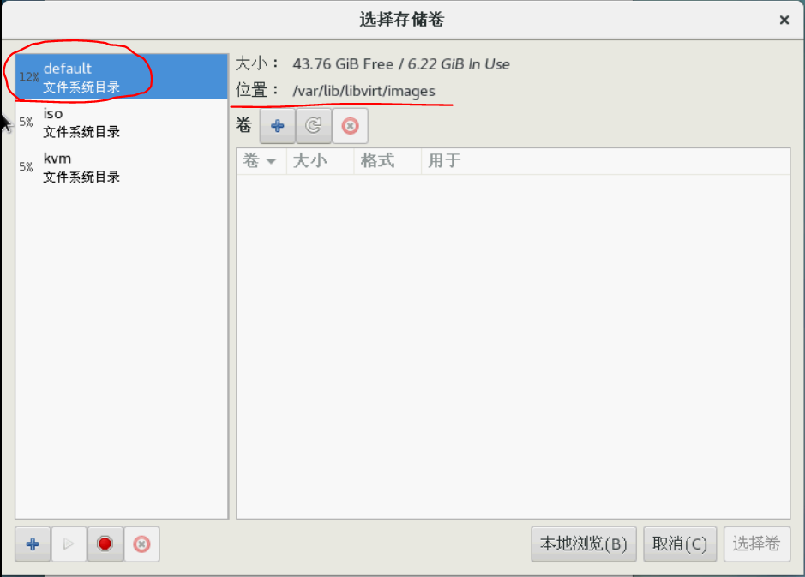 选择存储卷
12% default
文件系统目录
5% iso
文件系统目录
5% kvm
文件系统目录
大小： 43.76 GiB Free / 6.22 GiB In Use
位置： /var/lib/libvirt/images
卷
卷 大小 格式 用于
本地浏览(B) 取消(C) 选择卷